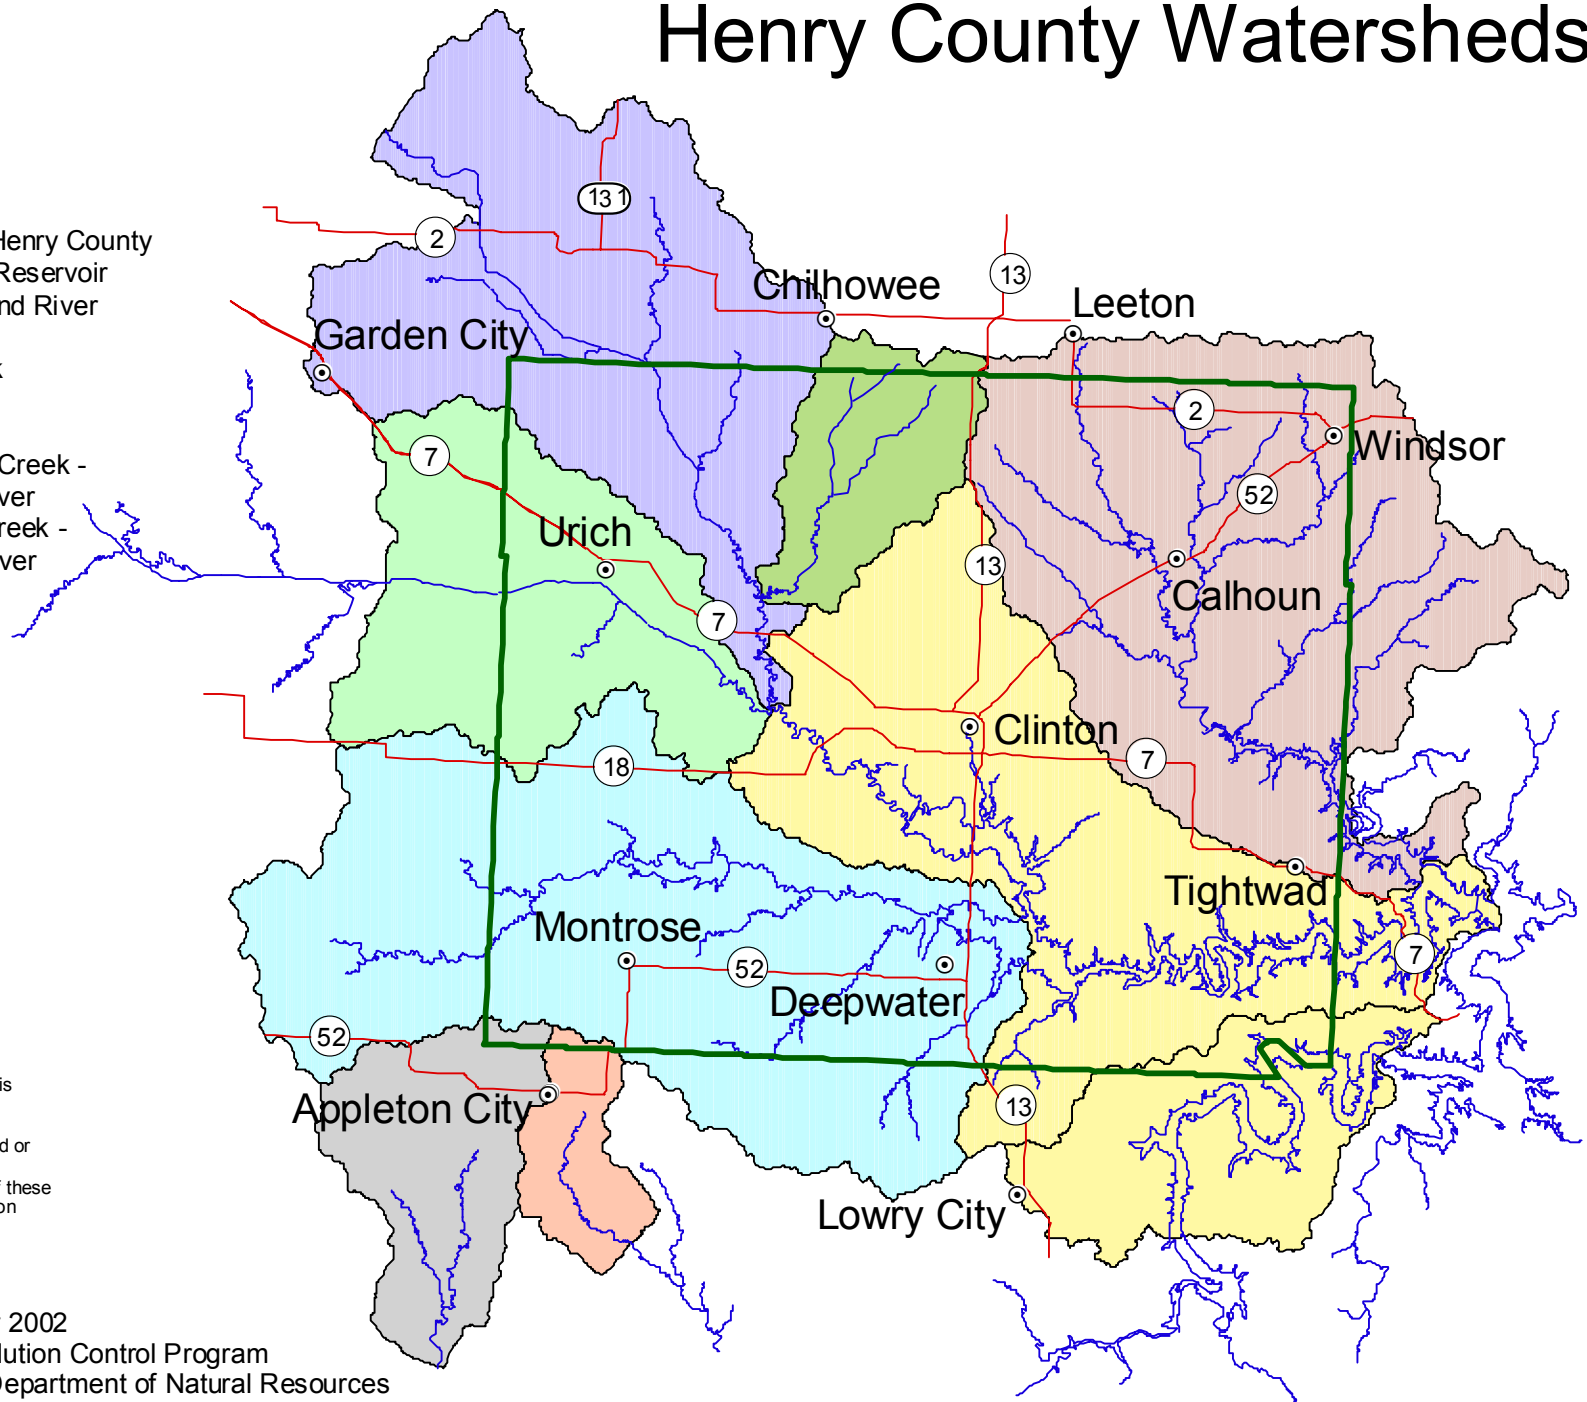 Henry County Watersheds
Henry County
Reservoir
nd River
k
Creek -
ver
reek -
ver
is
d or
f these
on
2002
lution Control Program
Department of Natural Resources
13 1
2
13
Chilhowee
Leeton
Garden City
2
Windsor
7
52
Urich
13
Calhoun
7
Clinton
7
18
Tightwad
Montrose
52
7
Deepwater
52
Appleton City
13
Lowry City